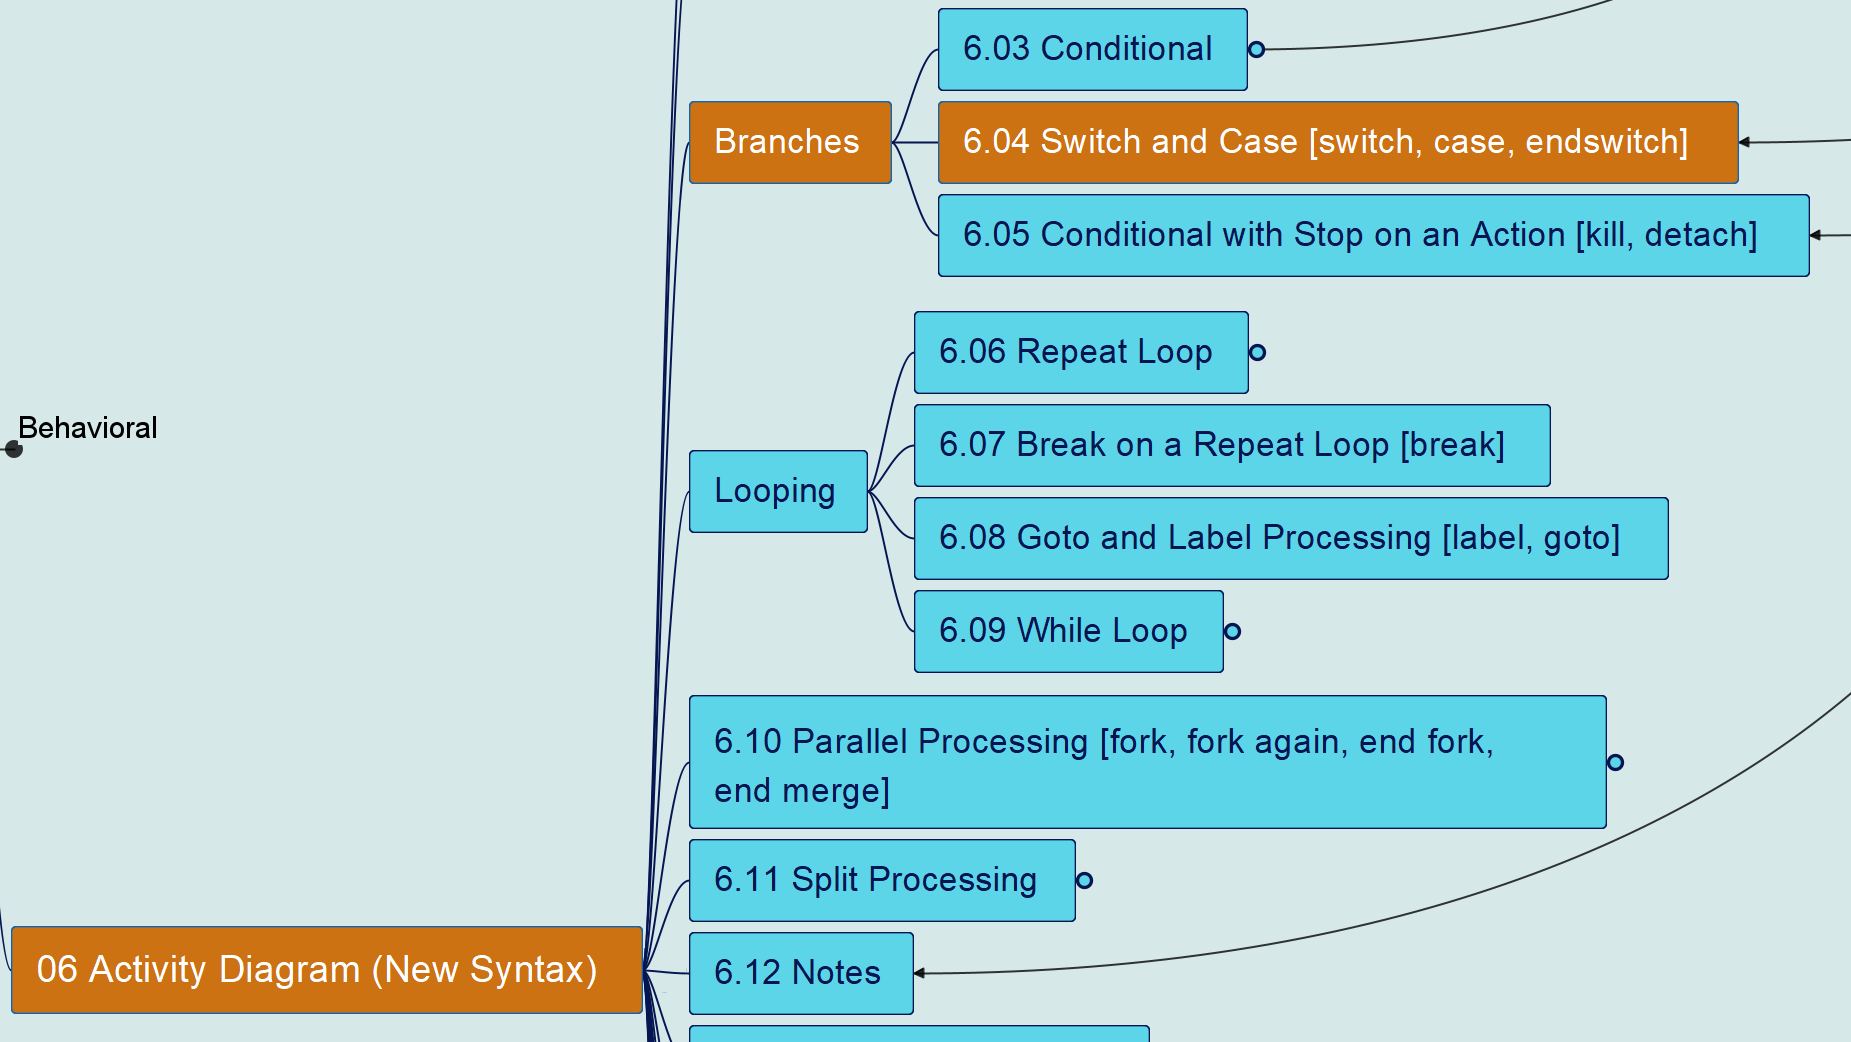 6.03 Conditional
Branches
6.04 Switch and Case [switch, case, endswitch]
6.05 Conditional with Stop on an Action [kill, detach]
6.06 Repeat Loop
Behavioral
6.07 Break on a Repeat Loop [break]
Looping
6.08 Goto and Label Processing [label, goto]
6.09 While Loop
6.10 Parallel Processing [fork, fork again, end fork,
end merge]
6.11 Split Processing
06 Activity Diagram (New Syntax)
6.12 Notes